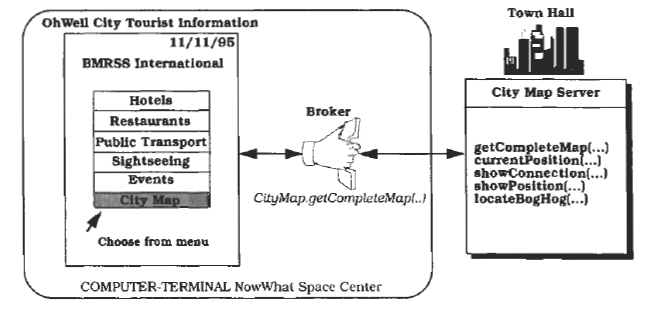 OhWell City Tourist Information
11/11/95
BMRSS International
Hotels
Restaurants
Public Transport
Sightseeing
Events
City Map
Choose from menu
COMPUTER-TERMINAL NowWhat Space Center
Broker
CityMap.getCompleteMap(..)
Town Hall
City Map Server
getCompleteMap(...)
currentPosition(...)
showConnection(...)
showPosition(...)
locateBogHog(...)